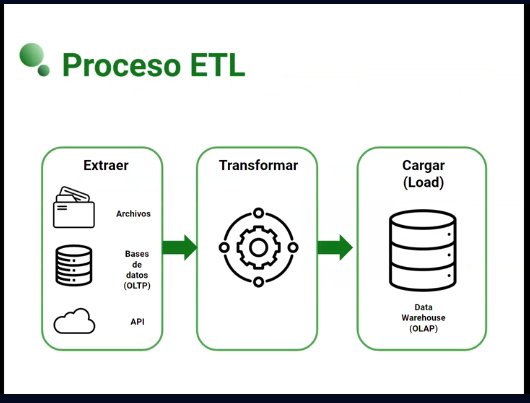 Proceso ETL
Extraer
Archivos
Bases
de
datos
(OLTP)
API
Transformar
Cargar
(Load)
Data
Warehouse
(OLAP)